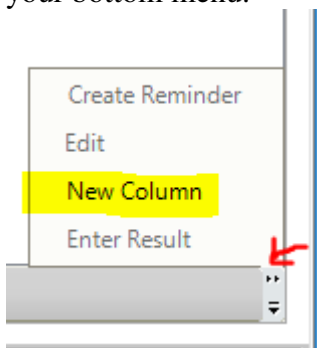 your bottom menu.
Create Reminder
Edit
New Column
Enter Result